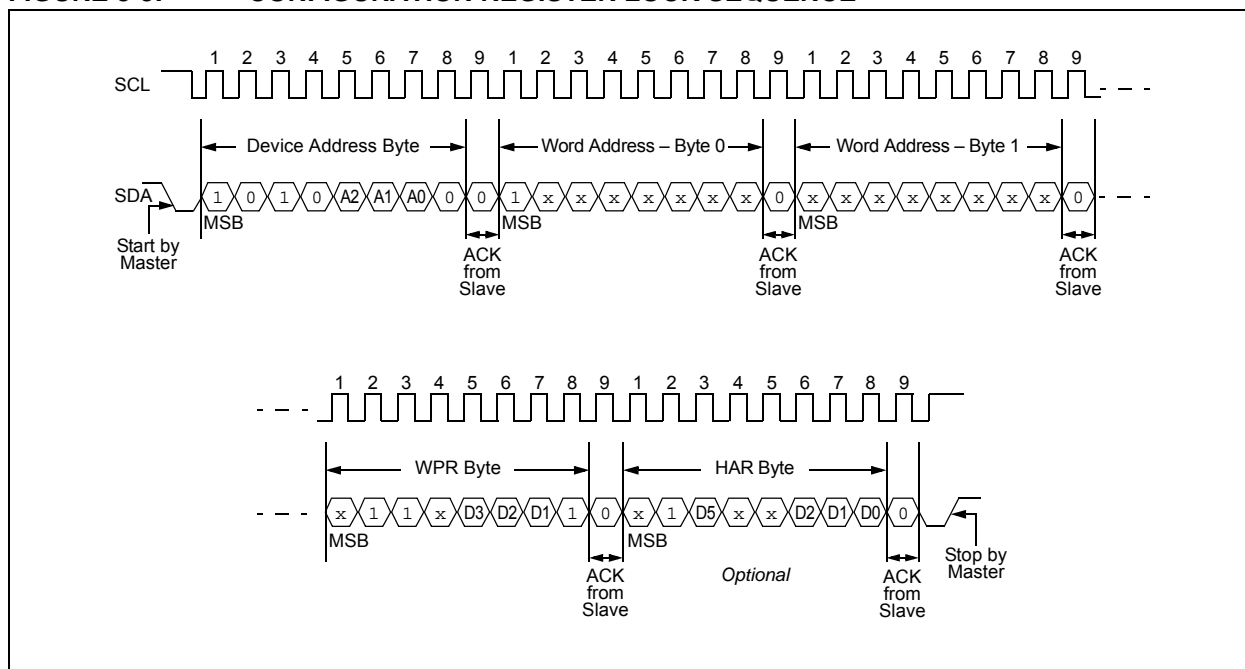 FIGURE CONFIGURATION REGISTER LOCK SEQUENCE
1 2 3 4 5 6 7 8 9 1 2 3 4 5 6 7 8 9 1 2 3 4 5 6 7 8 9
SCL
Device Address Byte Word Address – Byte 0 Word Address – Byte 1
SDA 1 0 1 0 A2 A1 A0 0 0 1 x x x x x x x 0 x x x x x x x x 0
MSB MSB MSB
Start by
Master
ACK
from
Slave
ACK
from
Slave
ACK
from
Slave
1 2 3 4 5 6 7 8 9 1 2 3 4 5 6 7 8 9
WPR Byte HAR Byte
x 1 1 x D3 D2 D1 1 0 x 1 D5 x x D2 D1 D0 0
MSB MSB
ACK
from
Slave
Optional
ACK
from
Slave
Stop by
Master